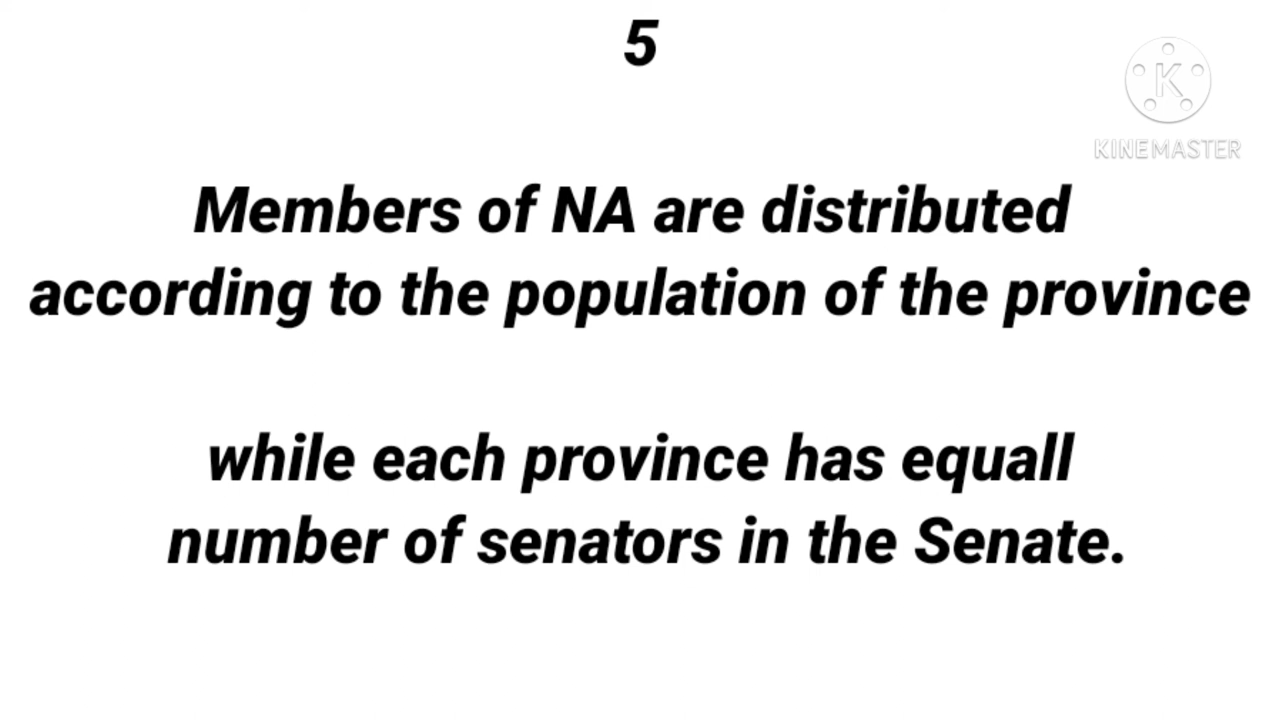 5
KINEMASTER
Members of NA are distributed
according to the population of the province
while each province has equall
number of senators in the Senate.